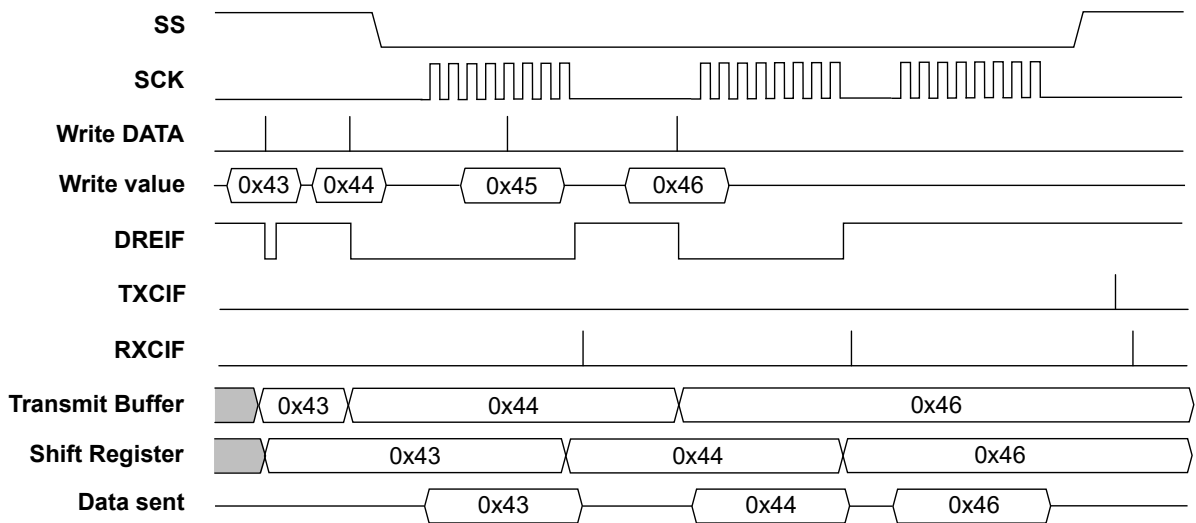 SS
SCK
Write DATA
Write value 0x43 0x44 0x45 0x46
DREIF
TXCIF
RXCIF
Transmit Buffer 0x43 0x44 0x46
Shift Register 0x43 0x44 0x46
Data sent 0x43 0x44 0x46